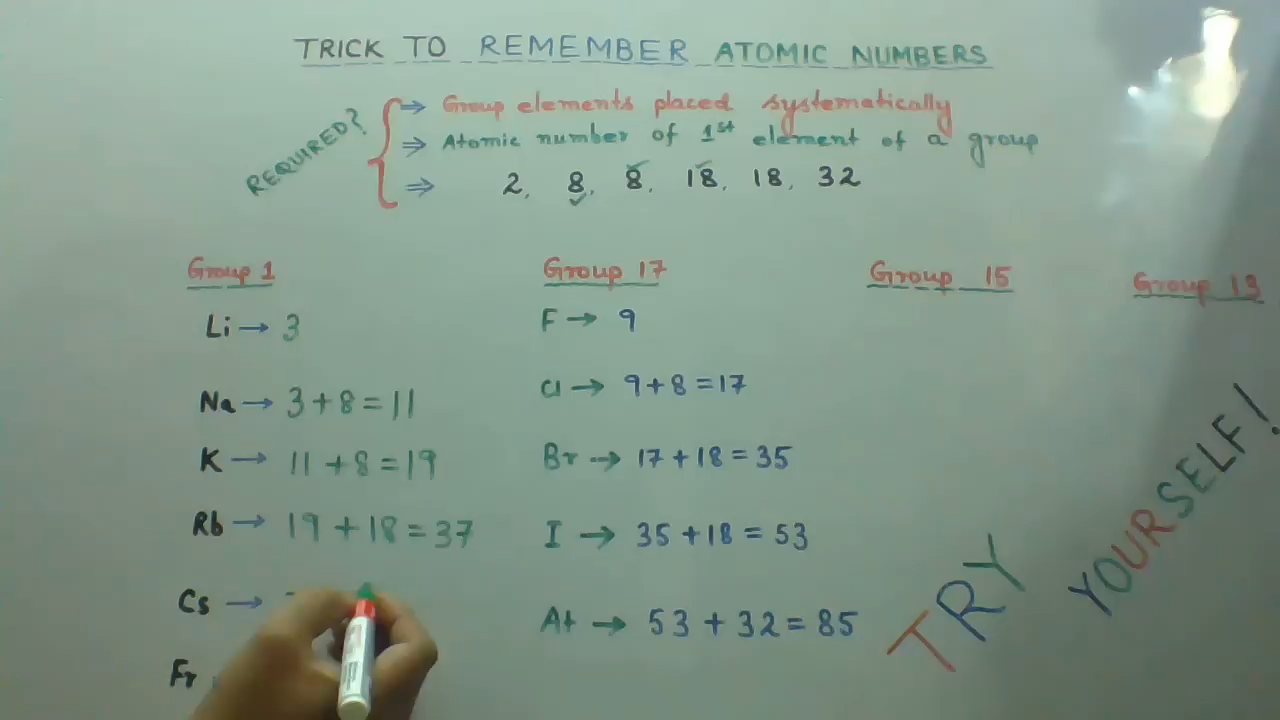 TRICK TO REMEMBER ATOMIC NUMBERS
REQUIRED?
⇒ Group elements placed systematically
⇒ Atomic number of 1st element of a group
⇒ 2, 8, 8, 18, 18, 32
Group 1
Li → 3
Na → 3+8=11
K → 11+8=19
Rb → 19+18=37
Cs →
Fr
Group 17
F → 9
Cl → 9+8=17
Br → 17+18=35
I → 35+18=53
At → 53+32=85
Group 15
Group 13
TRY
YOURSELF!